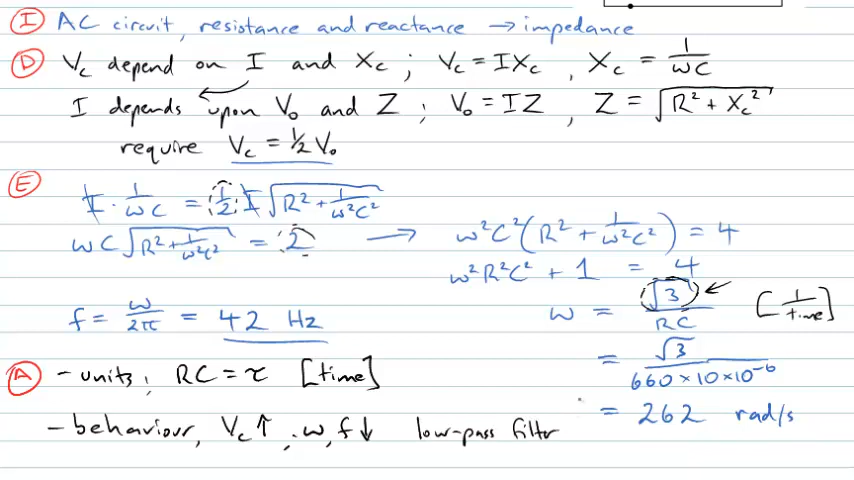 I AC circuit, resistance and reactance → impedance
D V_c depend on I and X_c ; V_c = I X_c , X_c = 1/ωC
I depends upon V_0 and Z ; V_0 = IZ , Z = √(R² + X_c²)
require V_c = ½ V_0
E
I · 1/ωC = 1/2 I √(R² + 1/ω²C²)
ωC √(R² + 1/ω²C²) = 2 → ω²C² (R² + 1/ω²C²) = 4
ω²R²C² + 1 = 4
ω = √3/RC [1/time]
f = ω/2π = 42 Hz
= √3/660 × 10 × 10⁻⁶
= 262 rad/s
A - units, RC = τ [time]
- behaviour, V_c ↑ ; ω, f ↓ low-pass filtr